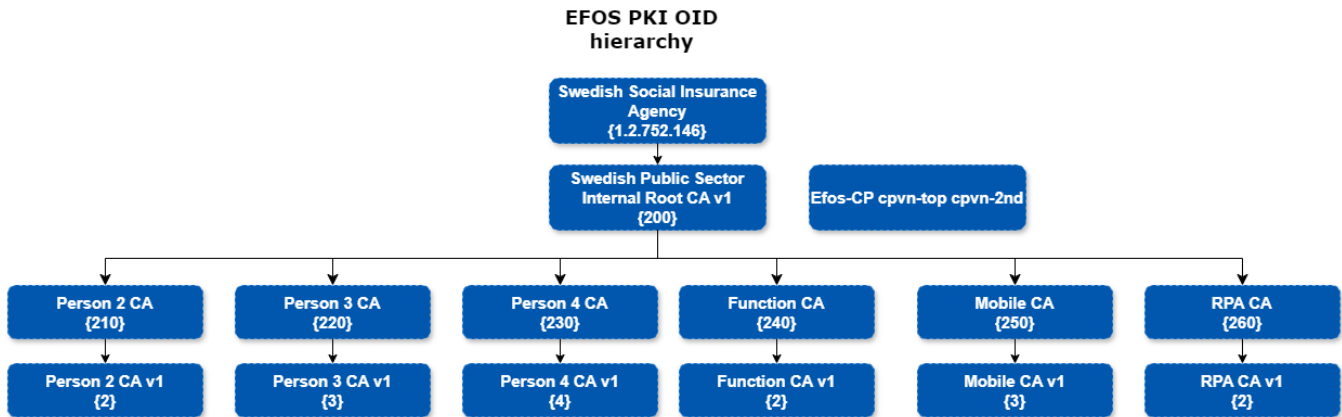 EFOS PKI OID
hierarchy
Swedish Social Insurance
Agency
{1.2.752.146}
Swedish Public Sector
Internal Root CA v1
{200}
Efos-CP cpvn-top cpvn-2nd
Person 2 CA
{210}
Person 3 CA
{220}
Person 4 CA
{230}
Function CA
{240}
Mobile CA
{250}
RPA CA
{260}
Person 2 CA v1
{2}
Person 3 CA v1
{3}
Person 4 CA v1
{4}
Function CA v1
{2}
Mobile CA v1
{3}
RPA CA v1
{2}